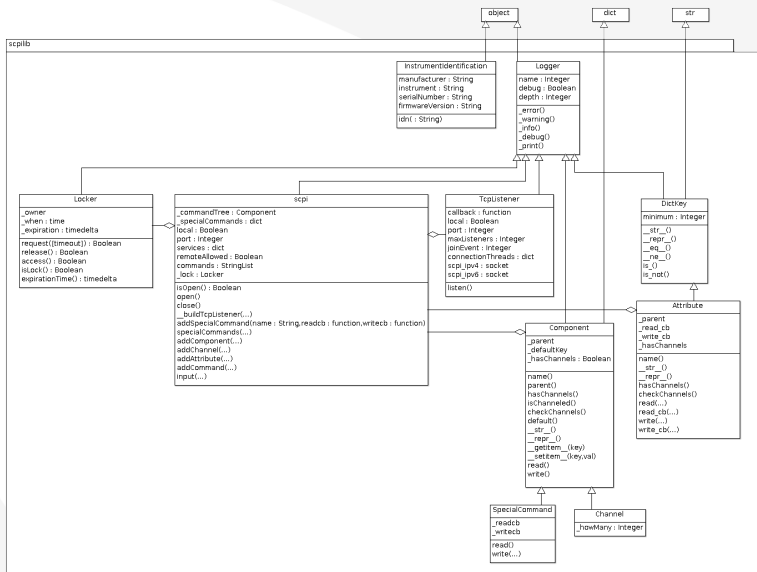 object
dict
str
scpilib
InstrumentIdentification
manufacturer : String
instrument : String
serialNumber : String
firmwareVersion : String
idn( : String)
Logger
name : Integer
debug : Boolean
depth : Integer
_error()
_warning()
_info()
_debug()
_print()
Locker
_owner
_when : time
_expiration : timedelta
request([timeout]) : Boolean
release() : Boolean
access() : Boolean
isLock() : Boolean
expirationTime() : timedelta
scpi
_commandTree : Component
_specialCommands : dict
local : Boolean
port : Integer
services : dict
remoteAllowed : Boolean
commands : StringList
_lock : Locker
isOpen() : Boolean
open()
close()
__buildTcpListener(...)
addSpecialCommand(name : String,readcb : function,writecb : function)
specialCommands(...)
addComponent(...)
addChannel(...)
addAttribute(...)
addCommand(...)
input(...)
TcpListener
callback : function
local : Boolean
port : Integer
maxListeners : Integer
joinEvent : Integer
connectionThreads : dict
scpi_ipv4 : socket
scpi_ipv6 : socket
listen()
DictKey
minimum : Integer
__str__()
__repr__()
__eq__()
__ne__()
is_()
is_not()
Attribute
_parent
_read_cb
_write_cb
_hasChannels
name()
__str__()
__repr__()
hasChannels()
checkChannels()
read(...)
read_cb(...)
write(...)
write_cb(...)
Component
_parent
_defaultKey
_hasChannels : Boolean
name()
parent()
hasChannels()
isChanneled()
checkChannels()
default()
__str__()
__repr__()
__getitem__(key)
__setitem__(key,val)
read()
write()
SpecialCommand
_readcb
_writecb
read()
write(...)
Channel
_howMany : Integer